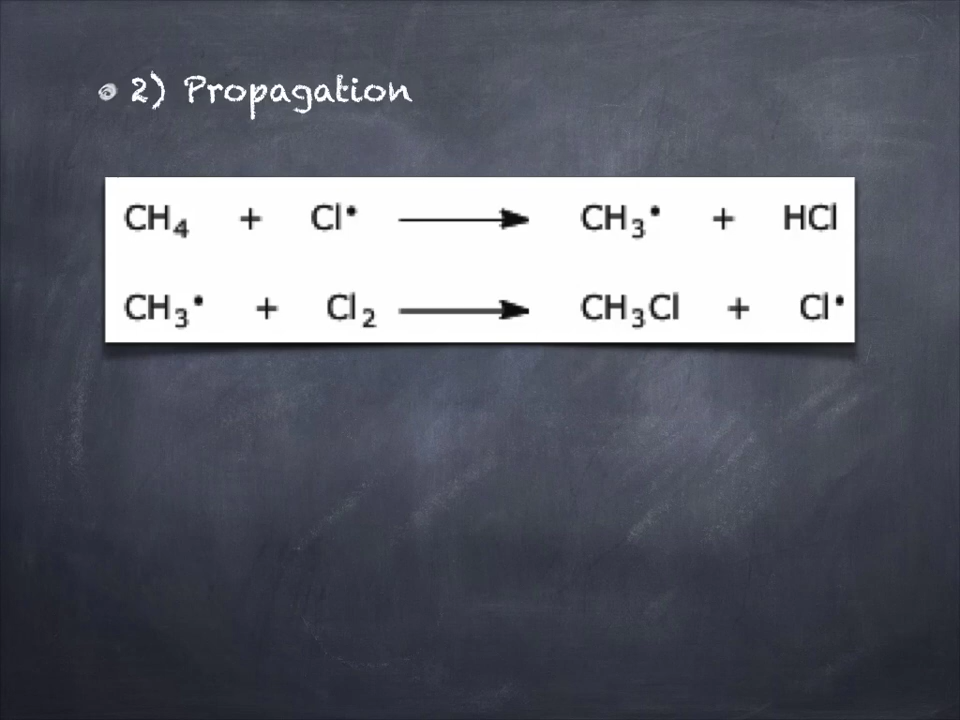 2) Propagation
CH₄ + Cl• ⟶ CH₃• + HCl
CH₃• + Cl₂ ⟶ CH₃Cl + Cl•